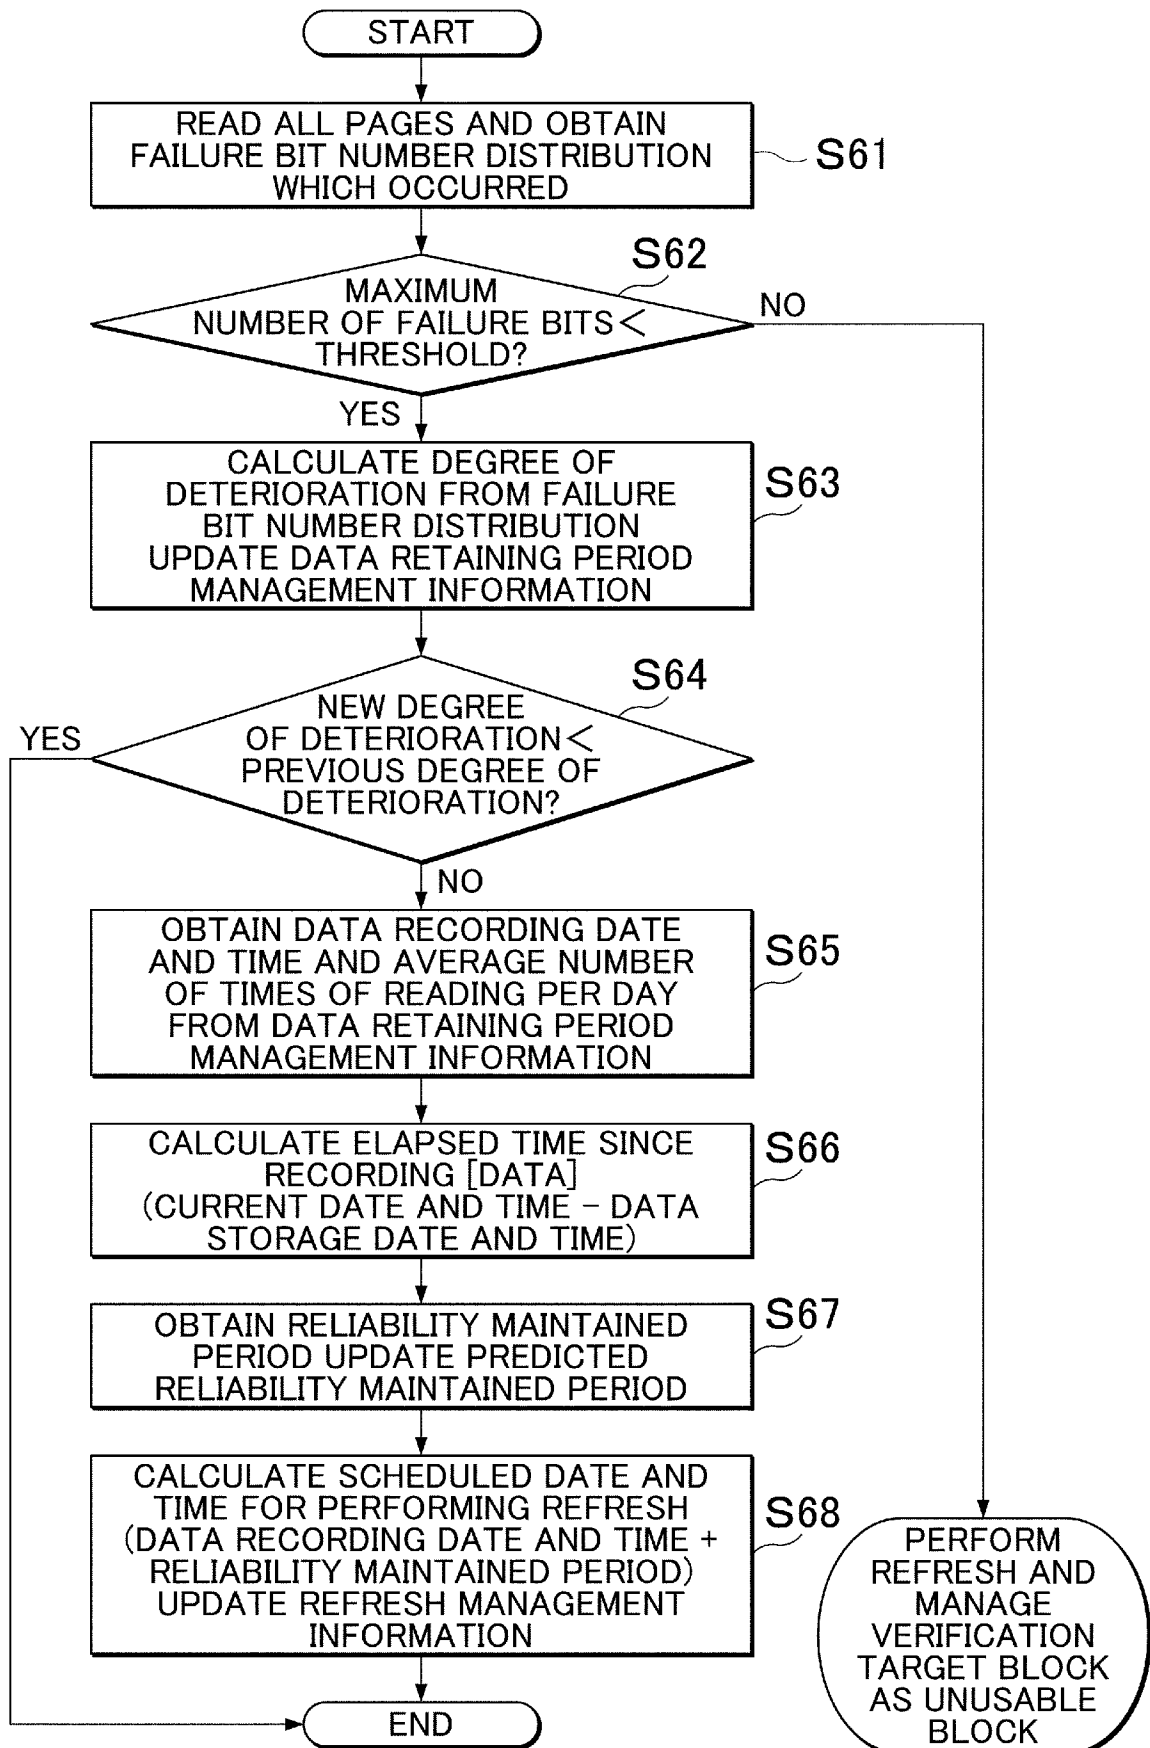 START
READ ALL PAGES AND OBTAIN
FAILURE BIT NUMBER DISTRIBUTION
WHICH OCCURRED
S61
S62
MAXIMUM
NUMBER OF FAILURE BITS<
THRESHOLD?
NO
YES
CALCULATE DEGREE OF
DETERIORATION FROM FAILURE
BIT NUMBER DISTRIBUTION
UPDATE DATA RETAINING PERIOD
MANAGEMENT INFORMATION
S63
S64
NEW DEGREE
OF DETERIORATION<
PREVIOUS DEGREE OF
DETERIORATION?
YES
NO
OBTAIN DATA RECORDING DATE
AND TIME AND AVERAGE NUMBER
OF TIMES OF READING PER DAY
FROM DATA RETAINING PERIOD
MANAGEMENT INFORMATION
S65
CALCULATE ELAPSED TIME SINCE
RECORDING [DATA]
(CURRENT DATE AND TIME – DATA
STORAGE DATE AND TIME)
S66
OBTAIN RELIABILITY MAINTAINED
PERIOD UPDATE PREDICTED
RELIABILITY MAINTAINED PERIOD
S67
CALCULATE SCHEDULED DATE AND
TIME FOR PERFORMING REFRESH
(DATA RECORDING DATE AND TIME +
RELIABILITY MAINTAINED PERIOD)
UPDATE REFRESH MANAGEMENT
INFORMATION
S68
PERFORM
REFRESH AND
MANAGE
VERIFICATION
TARGET BLOCK
AS UNUSABLE
BLOCK
END